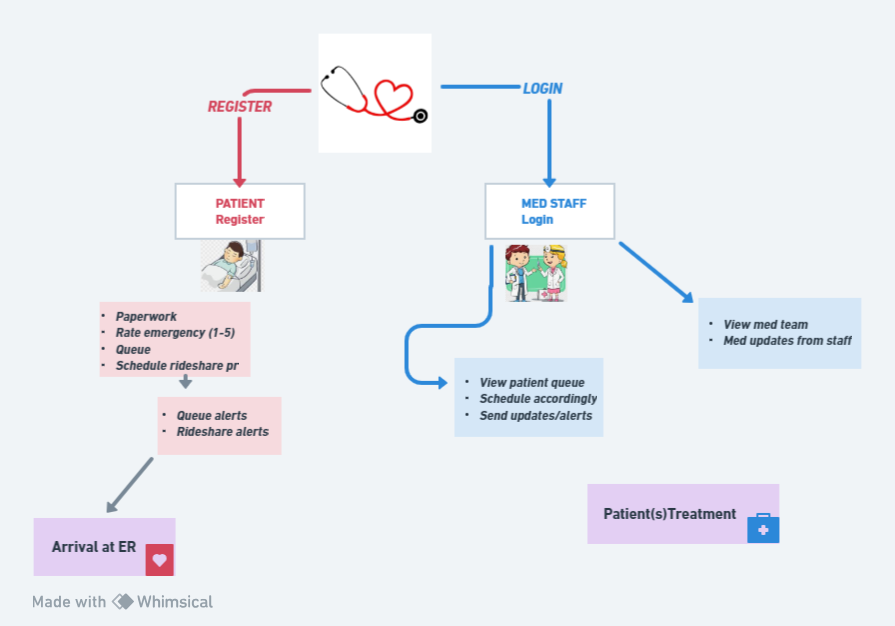 REGISTER
LOGIN
PATIENT
Register
MED STAFF
Login
• Paperwork
• Rate emergency (1-5)
• Queue
• Schedule rideshare pr
• Queue alerts
• Rideshare alerts
Arrival at ER
• View patient queue
• Schedule accordingly
• Send updates/alerts
• View med team
• Med updates from staff
Patient(s)Treatment
Made with Whimsical